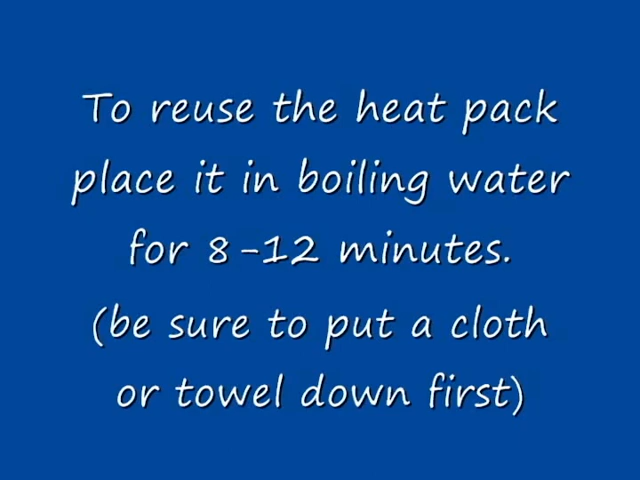 To reuse the heat pack
place it in boiling water
for 8-12 minutes.
(be sure to put a cloth
or towel down first)